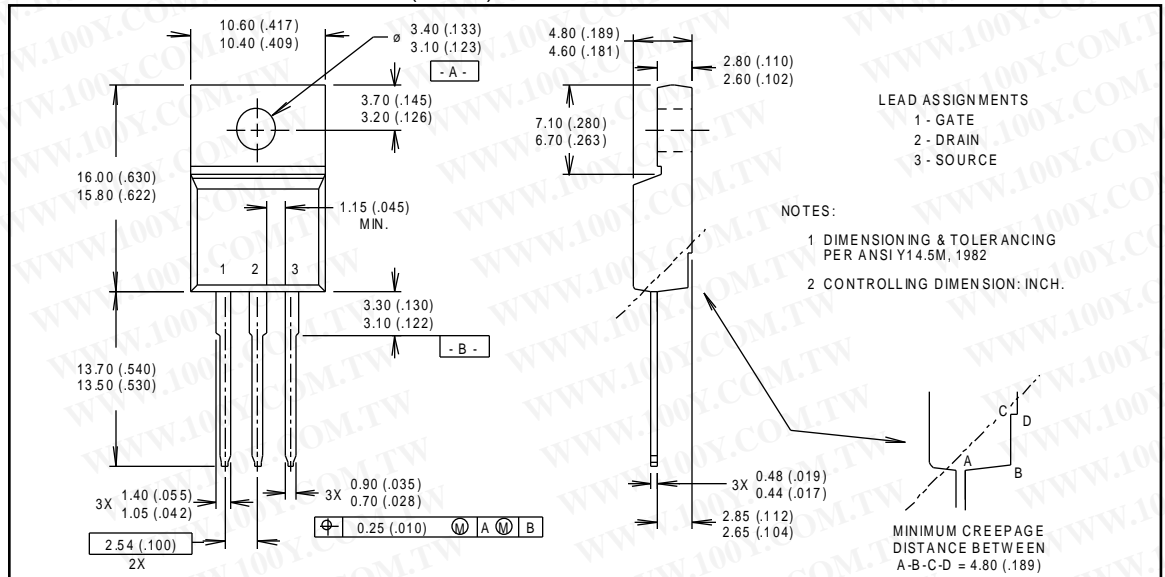 10.60 (.417)
10.40 (.409)
ø 3.40 (.133)
3.10 (.123)
- A -
3.70 (.145)
3.20 (.126)
16.00 (.630)
15.80 (.622)
1.15 (.045)
MIN.
1 2 3
3.30 (.130)
3.10 (.122)
- B -
13.70 (.540)
13.50 (.530)
3X 1.40 (.055)
1.05 (.042)
3X 0.90 (.035)
0.70 (.028)
0.25 (.010) M A M B
2.54 (.100)
2X
4.80 (.189)
4.60 (.181)
2.80 (.110)
2.60 (.102)
7.10 (.280)
6.70 (.263)
3X 0.48 (.019)
0.44 (.017)
2.85 (.112)
2.65 (.104)
LEAD ASSIGNMENTS
1 - GATE
2 - DRAIN
3 - SOURCE
NOTES:
1 DIMENSIONING & TOLERANCING
PER ANSI Y14.5M, 1982
2 CONTROLLING DIMENSION: INCH.
C
D
A
B
MINIMUM CREEPAGE
DISTANCE BETWEEN
A-B-C-D = 4.80 (.189)
WWW.100Y.COM.TW